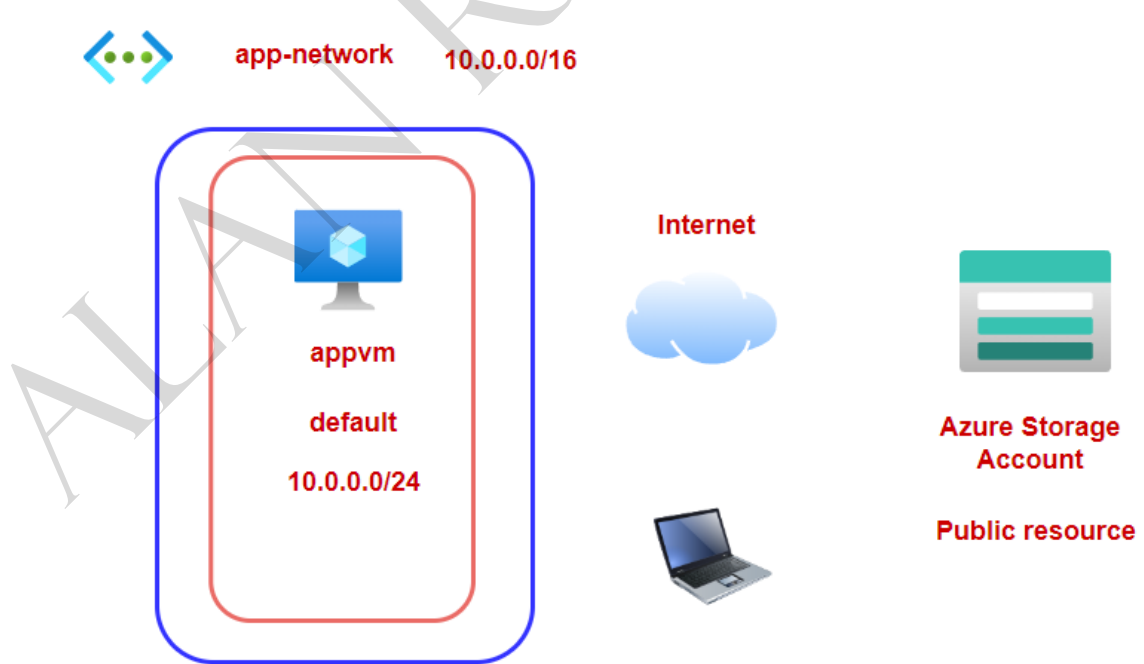 app-network 10.0.0.0/16
Internet
appvm
default
10.0.0.0/24
Azure Storage
Account
Public resource
ALAN R